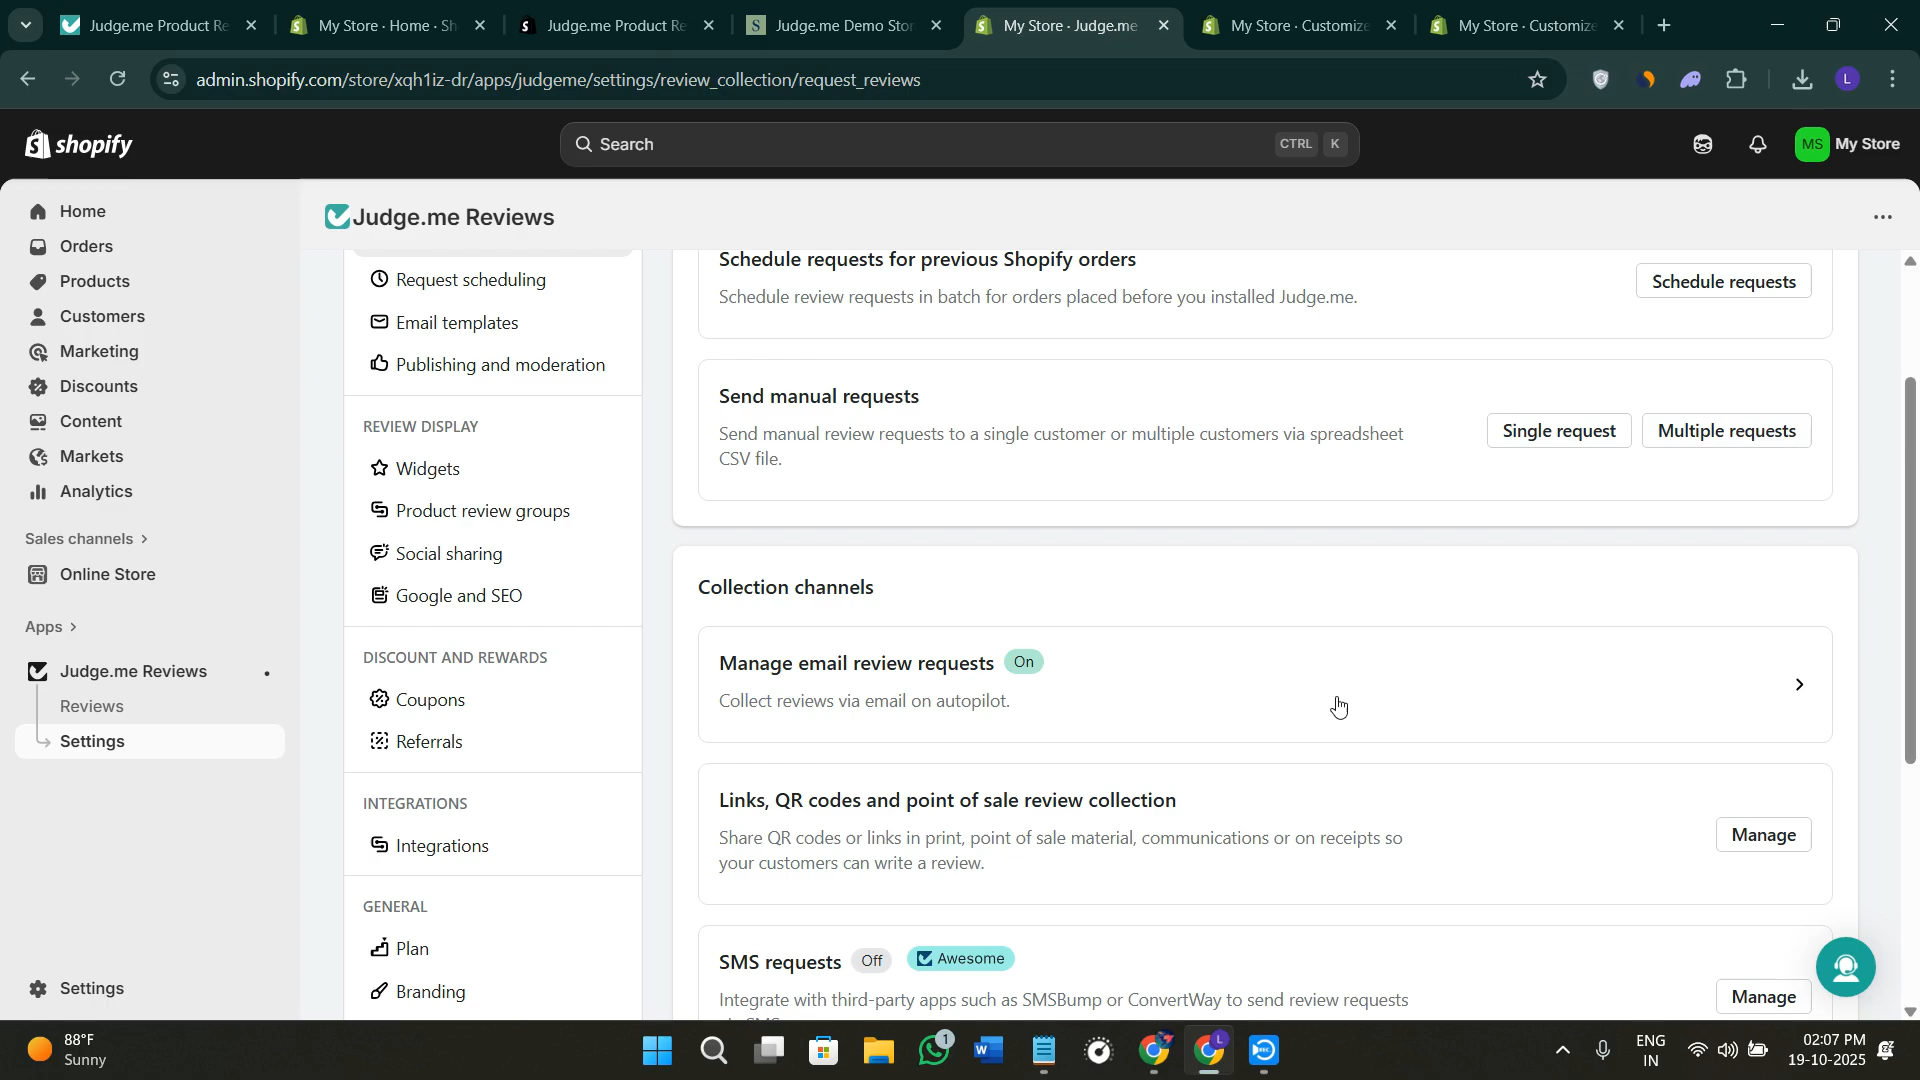 Judge.me Product Re
My Store · Home · Sh
Judge.me Product Re
Judge.me Demo Stor
My Store · Judge.me
My Store · Customize
My Store · Customize
admin.shopify.com/store/xqh1iz-dr/apps/judgeme/settings/review_collection/request_reviews
L
shopify
Search
CTRL K
MS My Store
Home
Orders
Products
Customers
Marketing
Discounts
Content
Markets
Analytics
Sales channels
Online Store
Apps
Judge.me Reviews
Reviews
Settings
Settings
Judge.me Reviews
Request scheduling
Email templates
Publishing and moderation
REVIEW DISPLAY
Widgets
Product review groups
Social sharing
Google and SEO
DISCOUNT AND REWARDS
Coupons
Referrals
INTEGRATIONS
Integrations
GENERAL
Plan
Branding
Schedule requests for previous Shopify orders
Schedule review requests in batch for orders placed before you installed Judge.me.
Schedule requests
Send manual requests
Send manual review requests to a single customer or multiple customers via spreadsheet
CSV file.
Single request
Multiple requests
Collection channels
Manage email review requests On
Collect reviews via email on autopilot.
Links, QR codes and point of sale review collection
Share QR codes or links in print, point of sale material, communications or on receipts so
your customers can write a review.
Manage
SMS requests Off Awesome
Integrate with third-party apps such as SMSBump or ConvertWay to send review requests
Manage
88°F
Sunny
1
L
ENG
IN
02:07 PM
19-10-2025